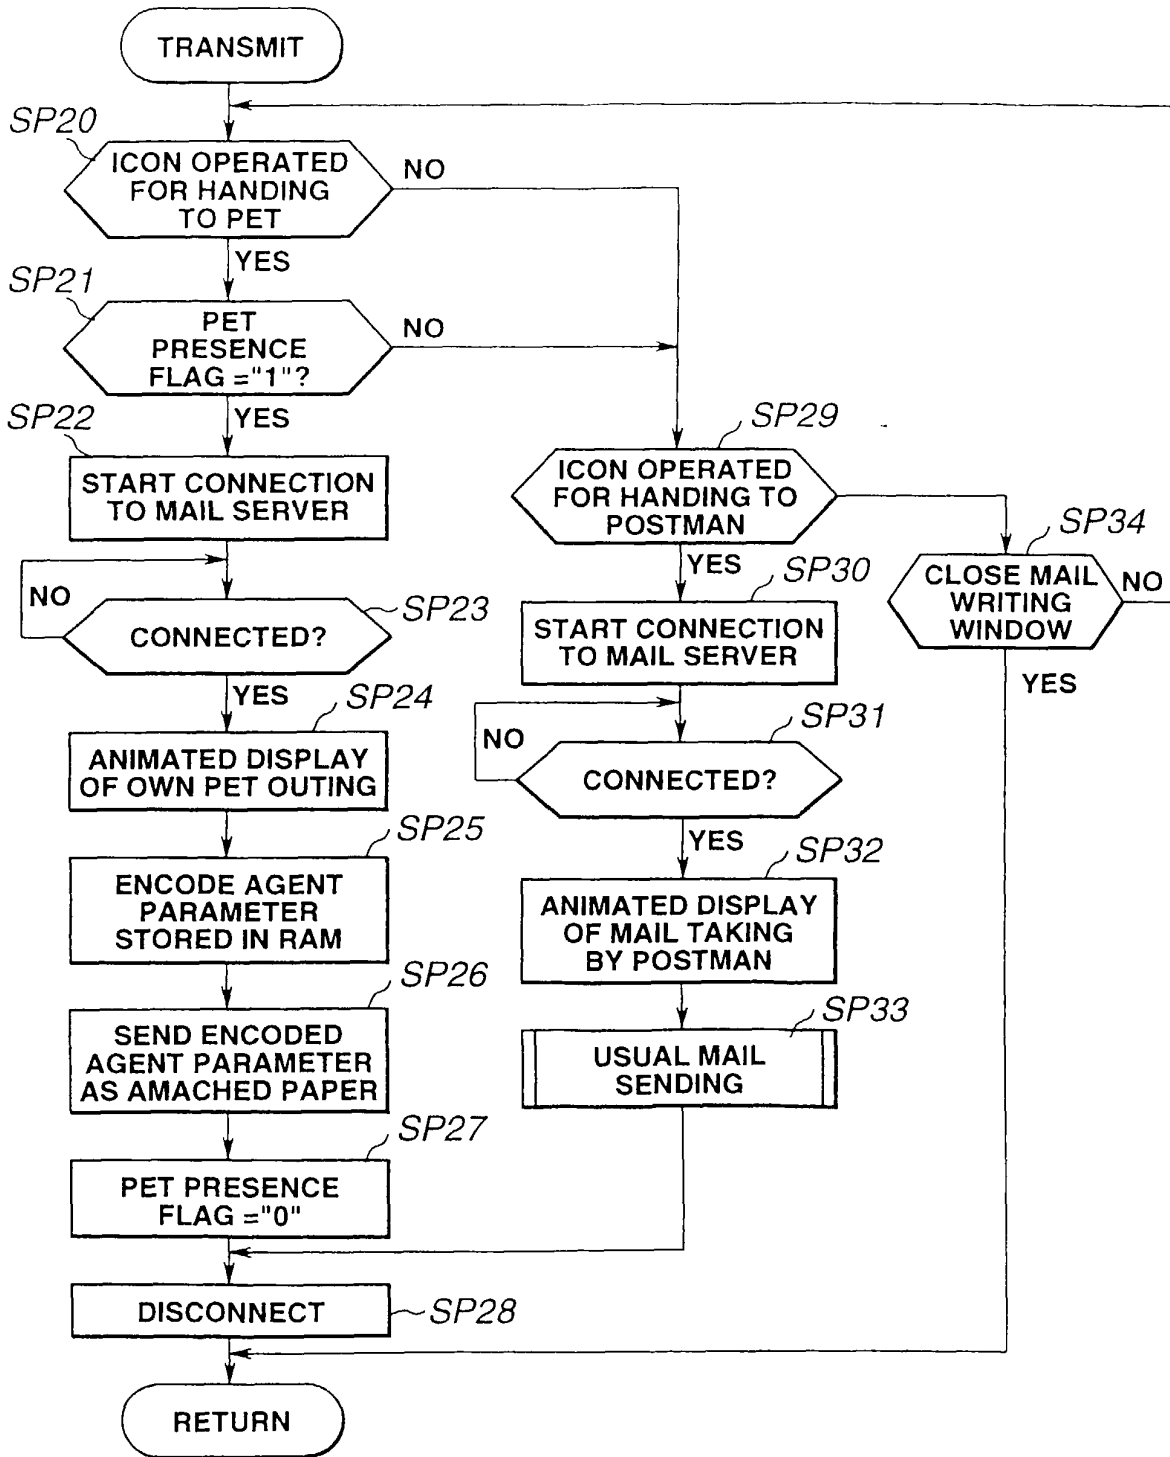 TRANSMIT
SP20
ICON OPERATED
FOR HANDING
TO PET
NO
YES
SP21
PET
PRESENCE
FLAG ="1"?
NO
YES
SP22
START CONNECTION
TO MAIL SERVER
NO
CONNECTED?
SP23
YES
SP24
ANIMATED DISPLAY
OF OWN PET OUTING
SP25
ENCODE AGENT
PARAMETER
STORED IN RAM
SP26
SEND ENCODED
AGENT PARAMETER
AS AMACHED PAPER
SP27
PET PRESENCE
FLAG ="0"
DISCONNECT
SP28
RETURN
SP29
ICON OPERATED
FOR HANDING TO
POSTMAN
YES
SP30
START CONNECTION
TO MAIL SERVER
NO
SP31
CONNECTED?
YES
SP32
ANIMATED DISPLAY
OF MAIL TAKING
BY POSTMAN
SP33
USUAL MAIL
SENDING
SP34
CLOSE MAIL
WRITING
WINDOW
NO
YES